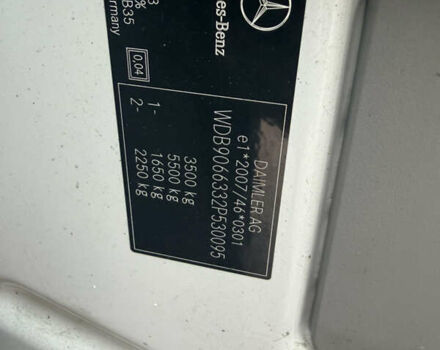 DAIMLER AG
e1*2007/46*0301
WDB9066332P530095
3500 kg
5500 kg
1- 1650 kg
2- 2250 kg
es-Benz
%
B35
ermany
0,04